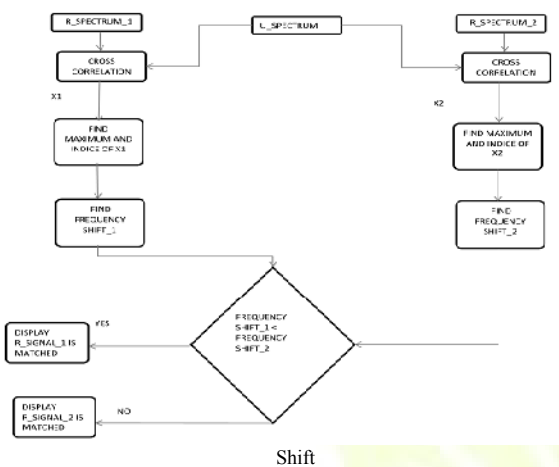 R_SPECTRUM_1
U_SPECTRUM
R_SPECTRUM_2
CROSS
CORRELATION
CROSS
CORRELATION
X1
X2
FIND
MAXIMUM AND
INDICE OF X1
FIND MAXIMUM
AND INDICE OF
X2
FIND
FREQUENCY
SHIFT_1
FIND
FREQUENCY
SHIFT_2
FREQUENCY
SHIFT_1 <
FREQUENCY
SHIFT_2
YES
DISPLAY
R_SIGNAL_1 IS
MATCHED
NO
DISPLAY
R_SIGNAL_2 IS
MATCHED
Shift